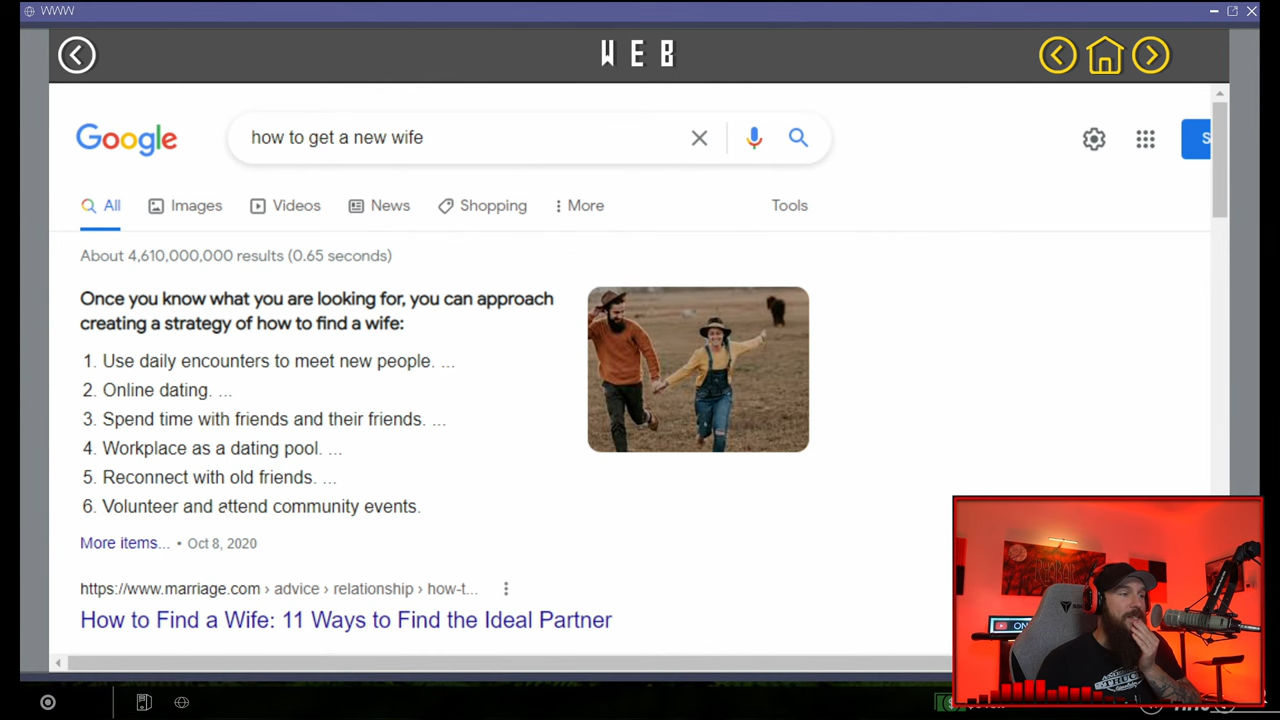 WWW
WEB
Google
how to get a new wife
All Images Videos News Shopping More Tools
About 4,610,000,000 results (0.65 seconds)
Once you know what you are looking for, you can approach
creating a strategy of how to find a wife:
1. Use daily encounters to meet new people. ...
2. Online dating. ...
3. Spend time with friends and their friends. ...
4. Workplace as a dating pool. ...
5. Reconnect with old friends. ...
6. Volunteer and attend community events.
More items... • Oct 8, 2020
https://www.marriage.com › advice › relationship › how-t...
How to Find a Wife: 11 Ways to Find the Ideal Partner
ON